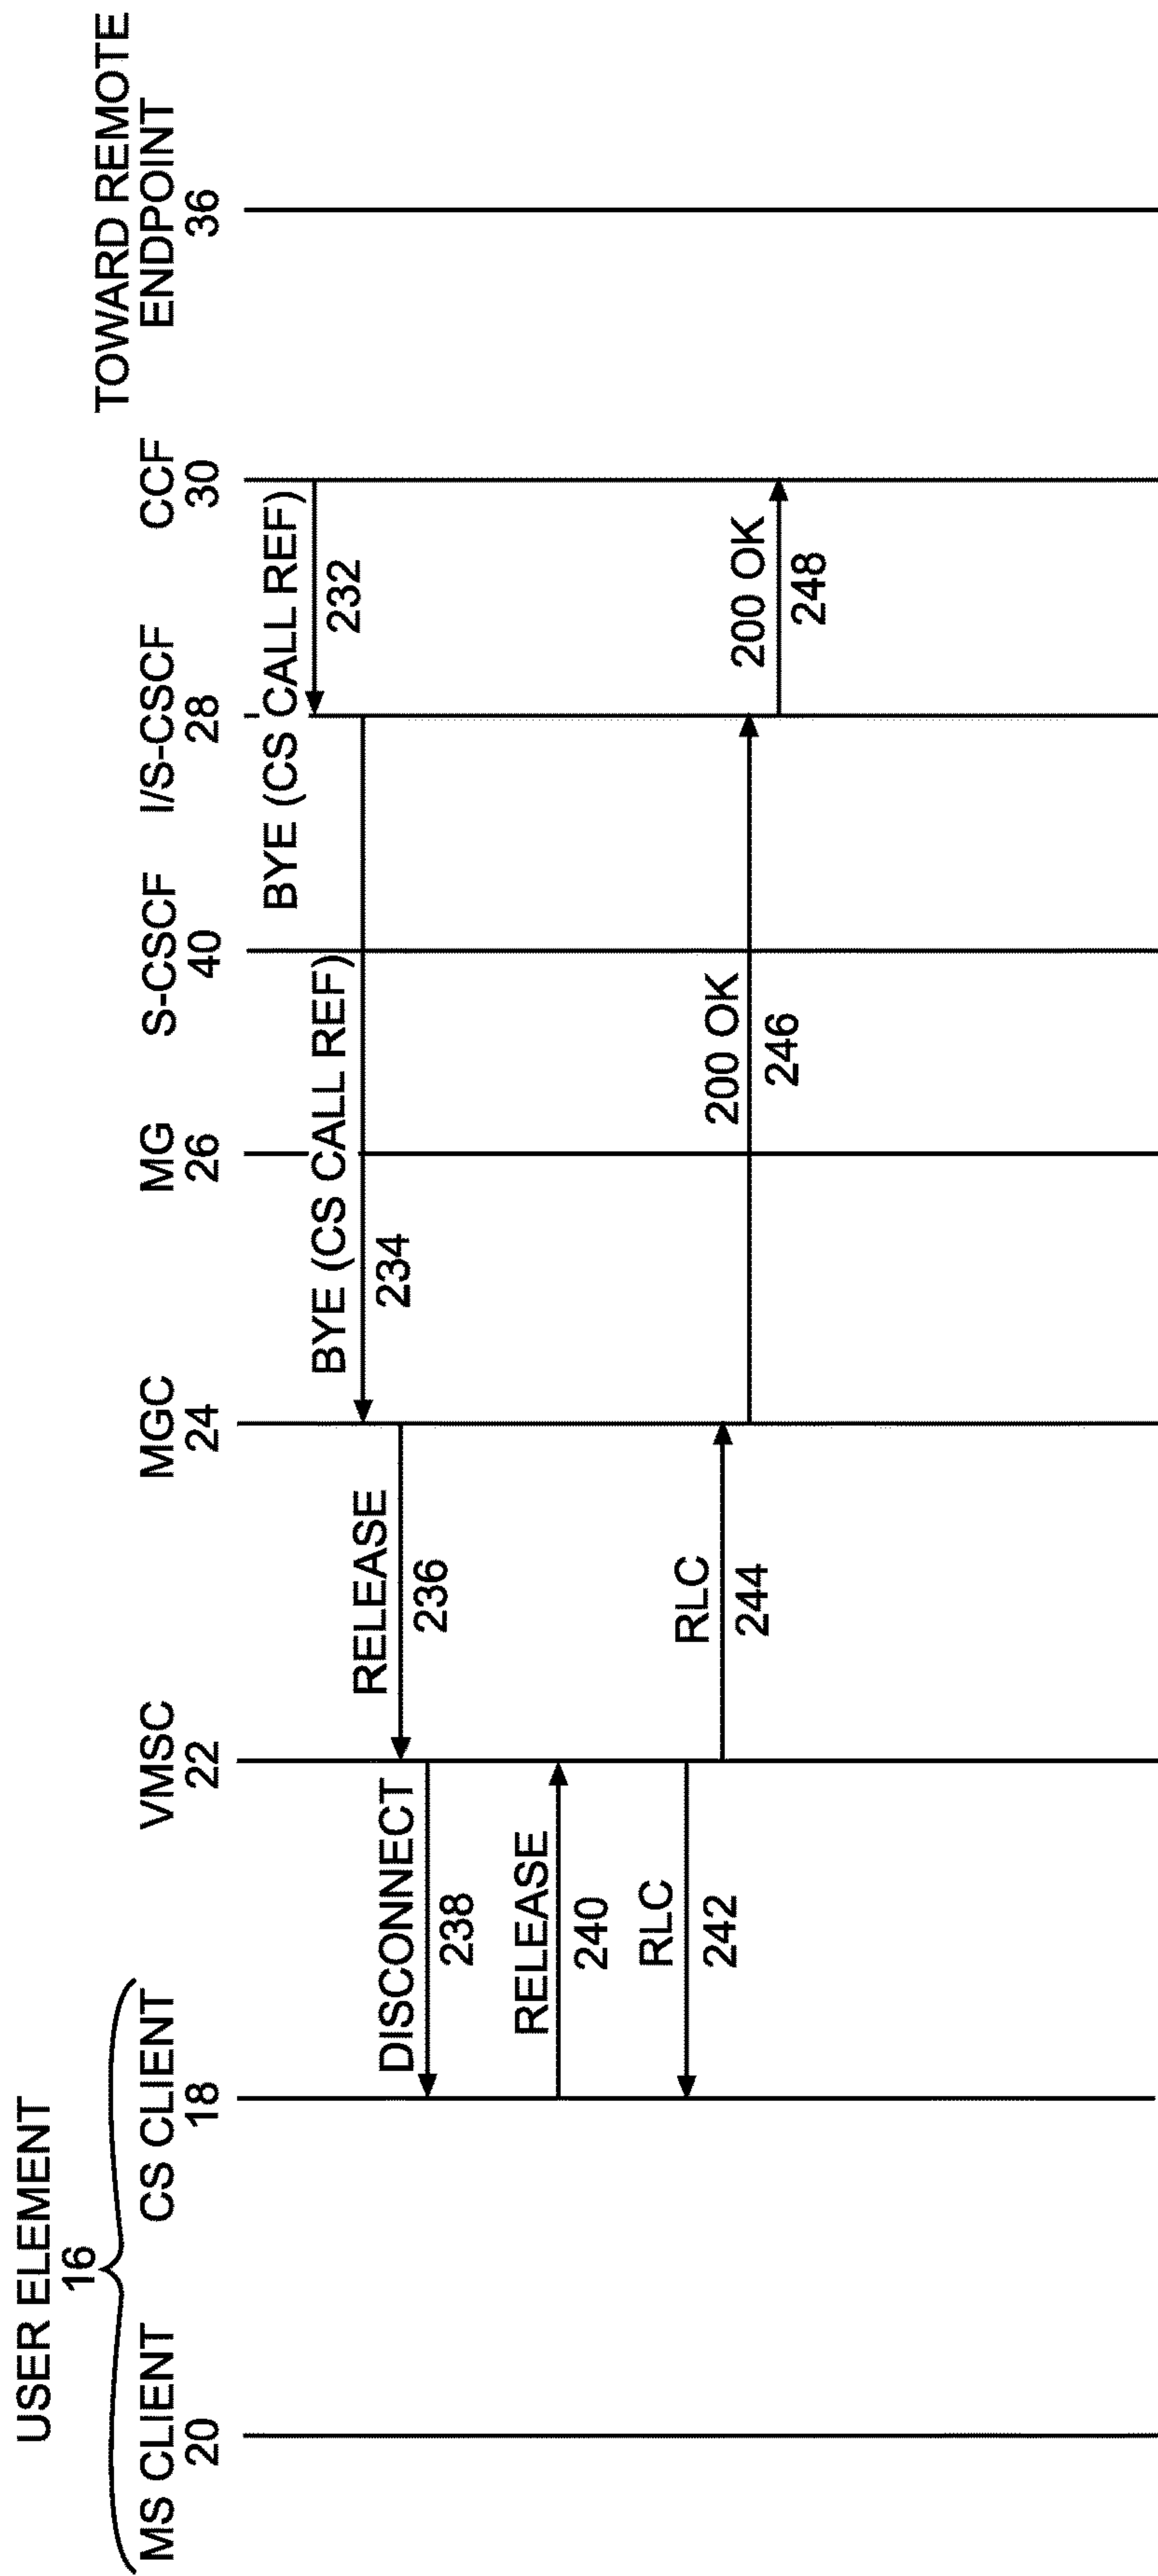 USER ELEMENT
16
MS CLIENT
20
CS CLIENT
18
VMSC
22
MGC
24
MG
26
S-CSCF
40
I/S-CSCF
28
CCF
30
TOWARD REMOTE
ENDPOINT
36
BYE (CS CALL REF)
232
BYE (CS CALL REF)
234
RELEASE
236
DISCONNECT
238
RELEASE
240
RLC
242
RLC
244
200 OK
246
200 OK
248